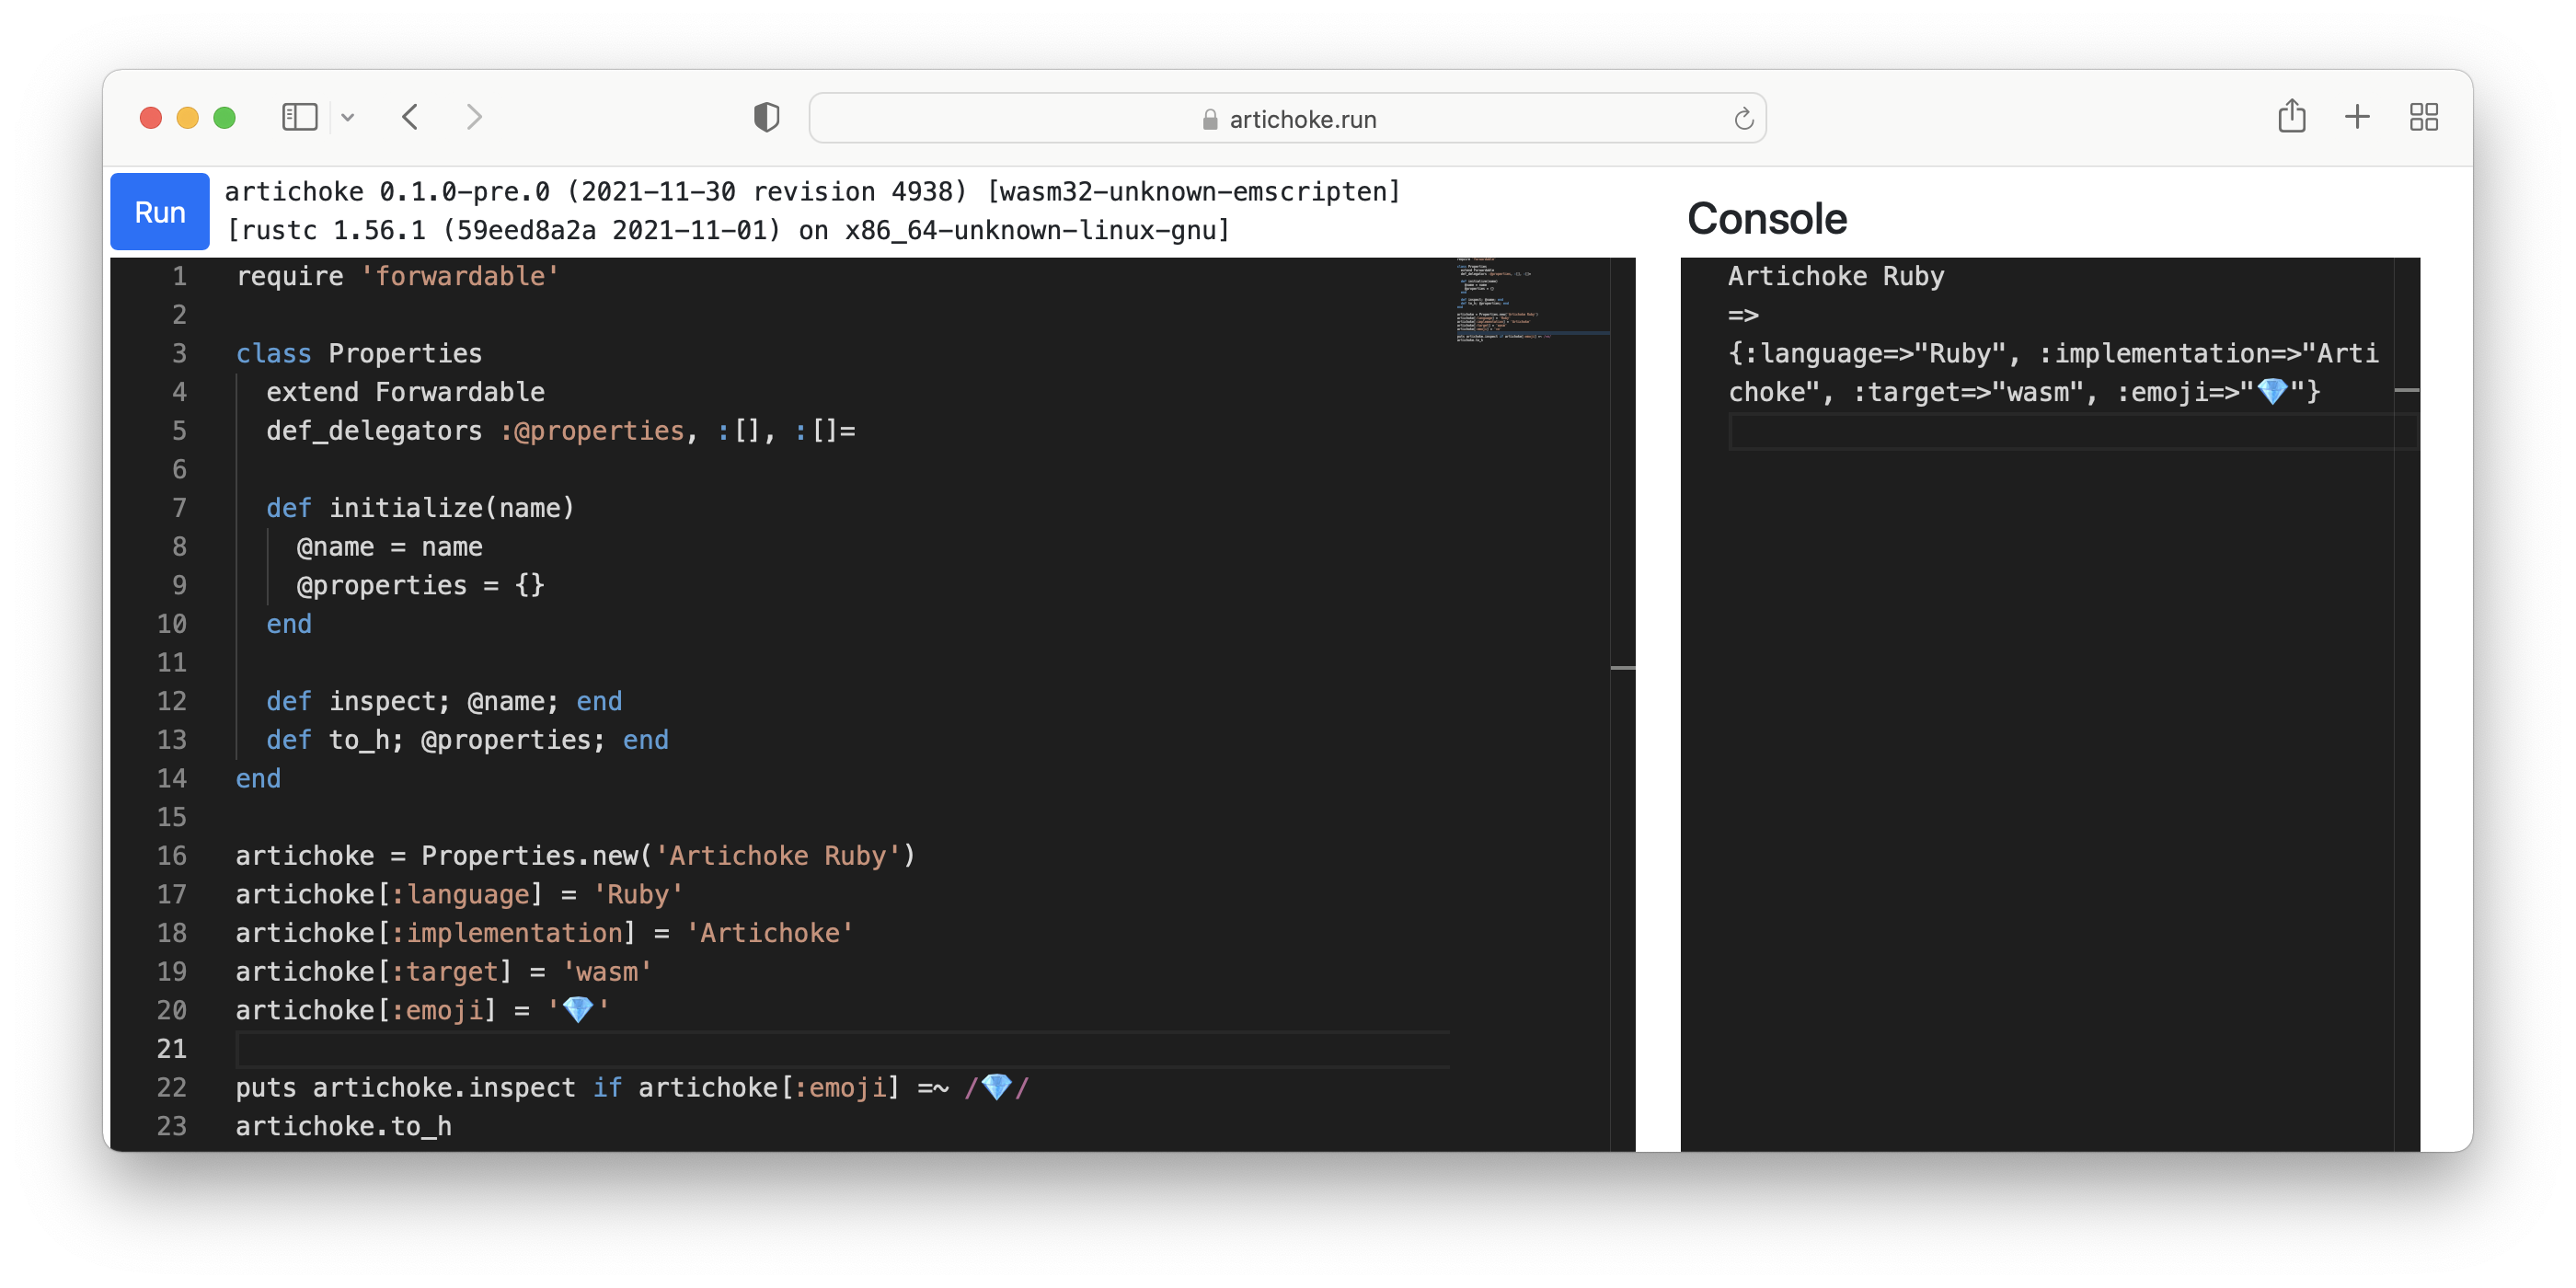 artichoke.run
Run
artichoke 0.1.0-pre.0 (2021-11-30 revision 4938) [wasm32-unknown-emscripten]
[rustc 1.56.1 (59eed8a2a 2021-11-01) on x86_64-unknown-linux-gnu]
1 require 'forwardable'
2
3 class Properties
4   extend Forwardable
5   def_delegators :@properties, :[], :[]=
6
7   def initialize(name)
8     @name = name
9     @properties = {}
10   end
11
12   def inspect; @name; end
13   def to_h; @properties; end
14 end
15
16 artichoke = Properties.new('Artichoke Ruby')
17 artichoke[:language] = 'Ruby'
18 artichoke[:implementation] = 'Artichoke'
19 artichoke[:target] = 'wasm'
20 artichoke[:emoji] = '💎'
21
22 puts artichoke.inspect if artichoke[:emoji] =~ /💎/
23 artichoke.to_h
Console
Artichoke Ruby
=>
{:language=>"Ruby", :implementation=>"Arti
choke", :target=>"wasm", :emoji=>"💎"}